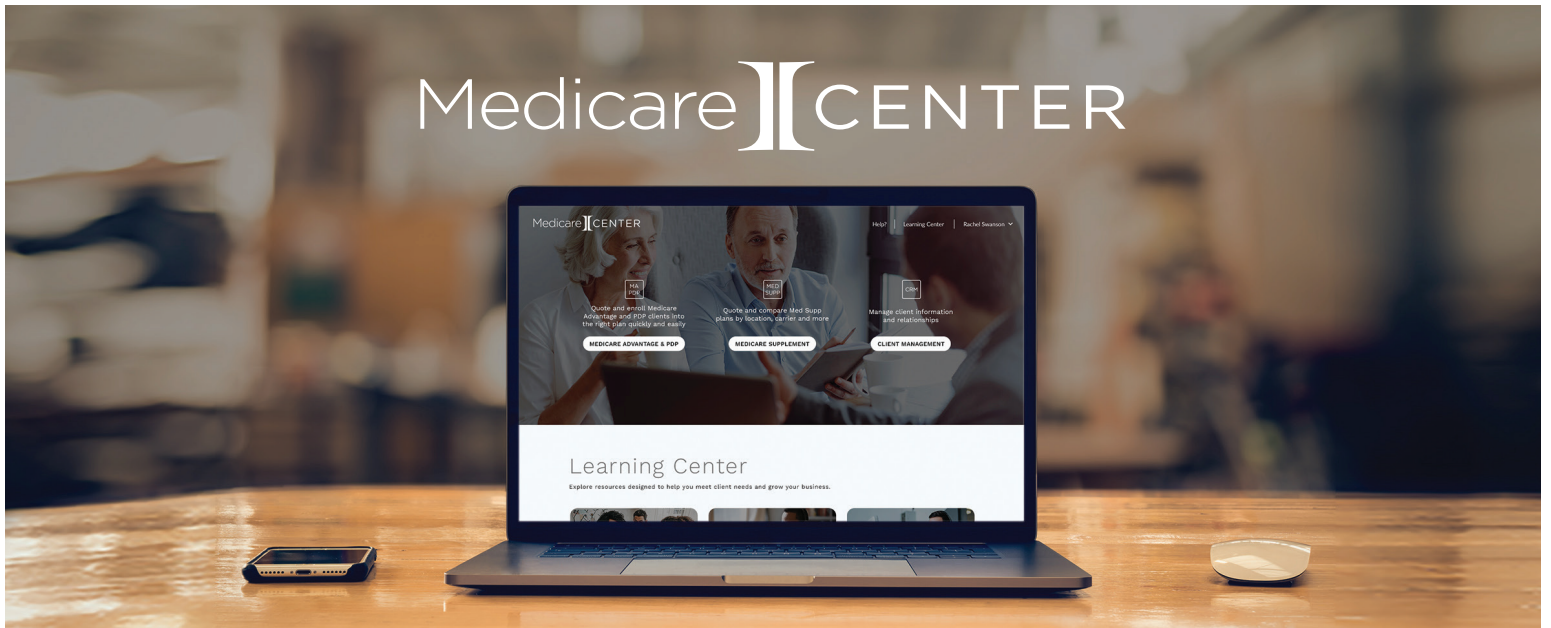 Medicare CENTER
Medicare CENTER
Help? | Learning Center | Rachel Swanson
MA
PDP
Quote and enroll Medicare
Advantage and PDP clients into
the right plan quickly and easily
MEDICARE ADVANTAGE & PDP
MED
SUPP
Quote and compare Med Supp
plans by location, carrier and more
MEDICARE SUPPLEMENT
CRM
Manage client information
and relationships
CLIENT MANAGEMENT
Learning Center
Explore resources designed to help you meet client needs and grow your business.